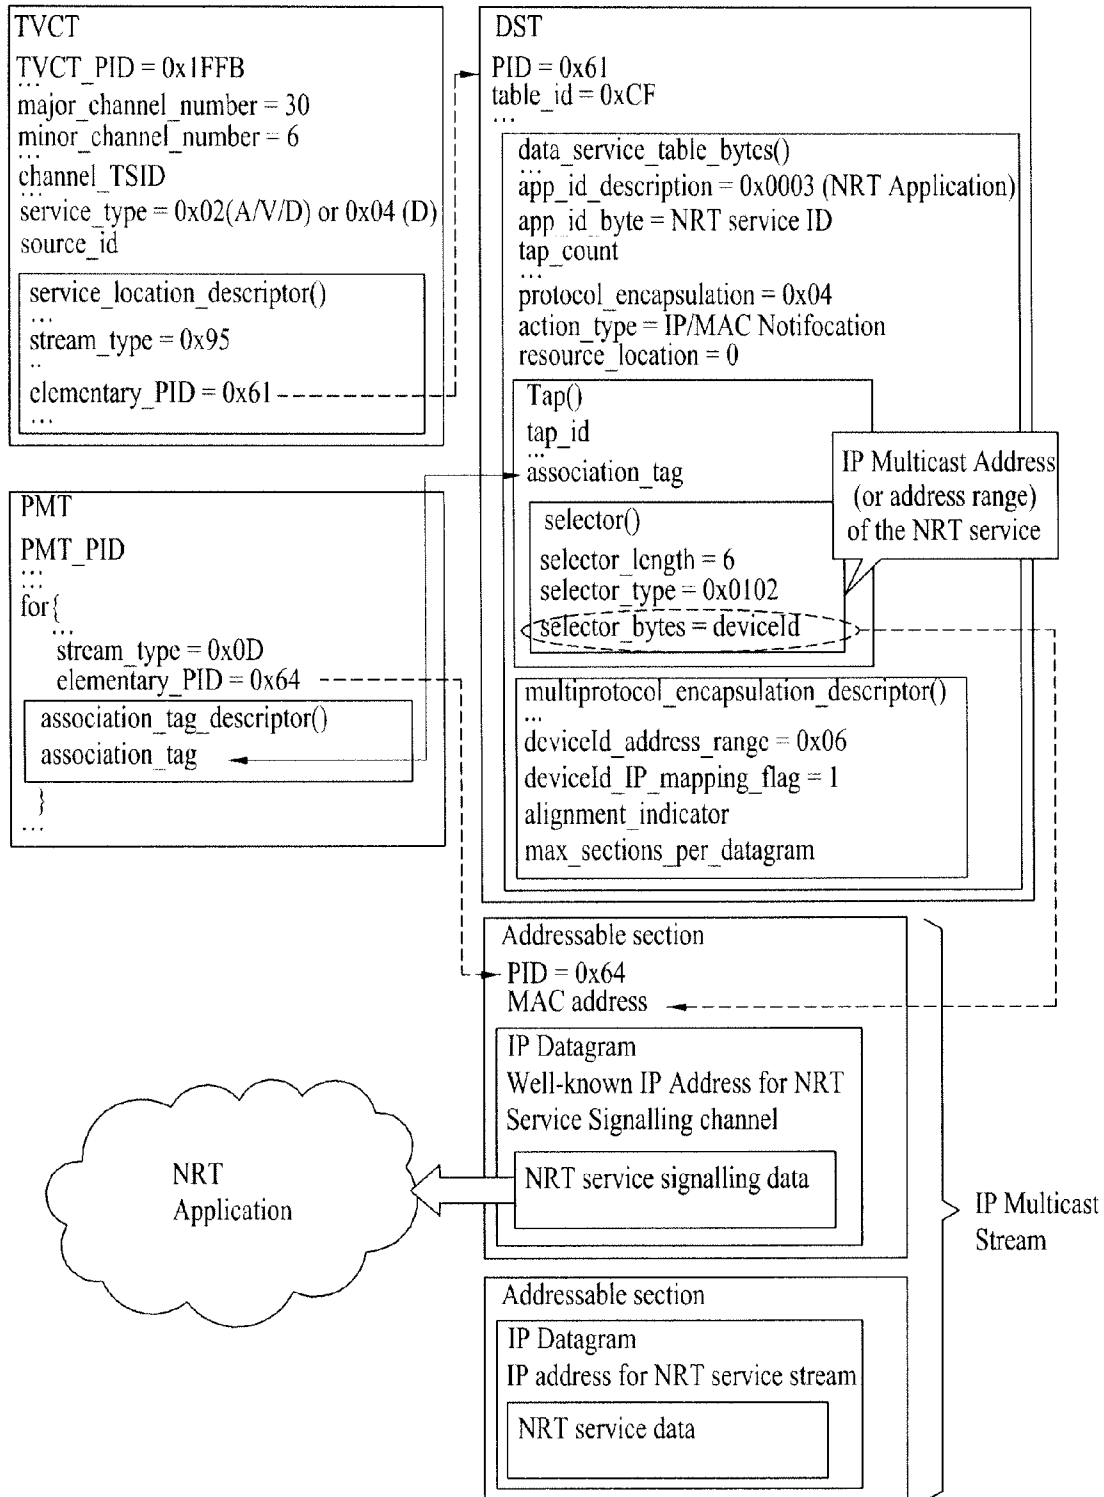 TVCT
TVCT_PID = 0x1FFB
...
major_channel_number = 30
minor_channel_number = 6
...
channel_TSID
...
service_type = 0x02(A/V/D) or 0x04 (D)
source_id
service_location_descriptor()
...
stream_type = 0x95
..
elementary_PID = 0x61
...
DST
PID = 0x61
table_id = 0xCF
...
data_service_table_bytes()
...
app_id_description = 0x0003 (NRT Application)
app_id_byte = NRT service ID
tap_count
...
protocol_encapsulation = 0x04
action_type = IP/MAC Notifocation
resource_location = 0
Tap()
tap_id
...
association_tag
selector()
selector_length = 6
selector_type = 0x0102
selector_bytes = deviceId
IP Multicast Address
(or address range)
of the NRT service
multiprotocol_encapsulation_descriptor()
...
deviceId_address_range = 0x06
deviceId_IP_mapping_flag = 1
alignment_indicator
max_sections_per_datagram
PMT
PMT_PID
...
...
for{
...
stream_type = 0x0D
elementary_PID = 0x64
association_tag_descriptor()
association_tag
}
...
Addressable section
PID = 0x64
MAC address
IP Datagram
Well-known IP Address for NRT
Service Signalling channel
NRT service signalling data
NRT
Application
IP Multicast
Stream
Addressable section
IP Datagram
IP address for NRT service stream
NRT service data